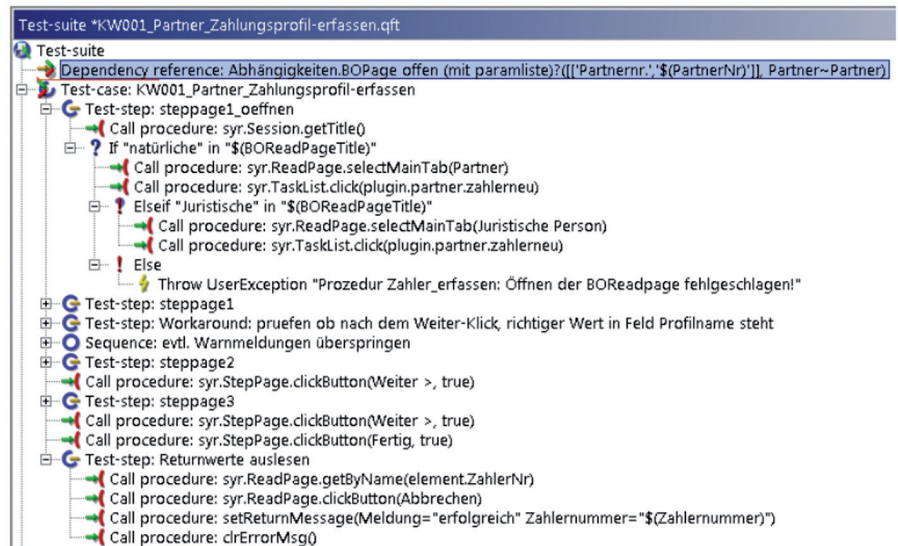 Test-suite *KW001_Partner_Zahlungsprofil-erfassen.qft
Test-suite
Dependency reference: Abhängigkeiten.BOPage offen (mit paramliste)?([['Partnernr.','$(PartnerNr)']], Partner~Partner)
Test-case: KW001_Partner_Zahlungsprofil-erfassen
Test-step: steppage1_oeffnen
Call procedure: syr.Session.getTitle()
If "natürliche" in "$(BOReadPageTitle)"
Call procedure: syr.ReadPage.selectMainTab(Partner)
Call procedure: syr.TaskList.click(plugin.partner.zahlerneu)
Elseif "Juristische" in "$(BOReadPageTitle)"
Call procedure: syr.ReadPage.selectMainTab(Juristische Person)
Call procedure: syr.TaskList.click(plugin.partner.zahlerneu)
Else
Throw UserException "Prozedur Zahler_erfassen: Öffnen der BOReadpage fehlgeschlagen!"
Test-step: steppage1
Test-step: Workaround: pruefen ob nach dem Weiter-Klick, richtiger Wert in Feld Profilname steht
Sequence: evtl. Warnmeldungen überspringen
Test-step: steppage2
Call procedure: syr.StepPage.clickButton(Weiter >, true)
Test-step: steppage3
Call procedure: syr.StepPage.clickButton(Weiter >, true)
Call procedure: syr.StepPage.clickButton(Fertig, true)
Test-step: Returnwerte auslesen
Call procedure: syr.ReadPage.getByName(element.ZahlerNr)
Call procedure: syr.ReadPage.clickButton(Abbrechen)
Call procedure: setReturnMessage(Meldung="erfolgreich" Zahlernummer="$(Zahlernummer)")
Call procedure: clrErrorMsg()